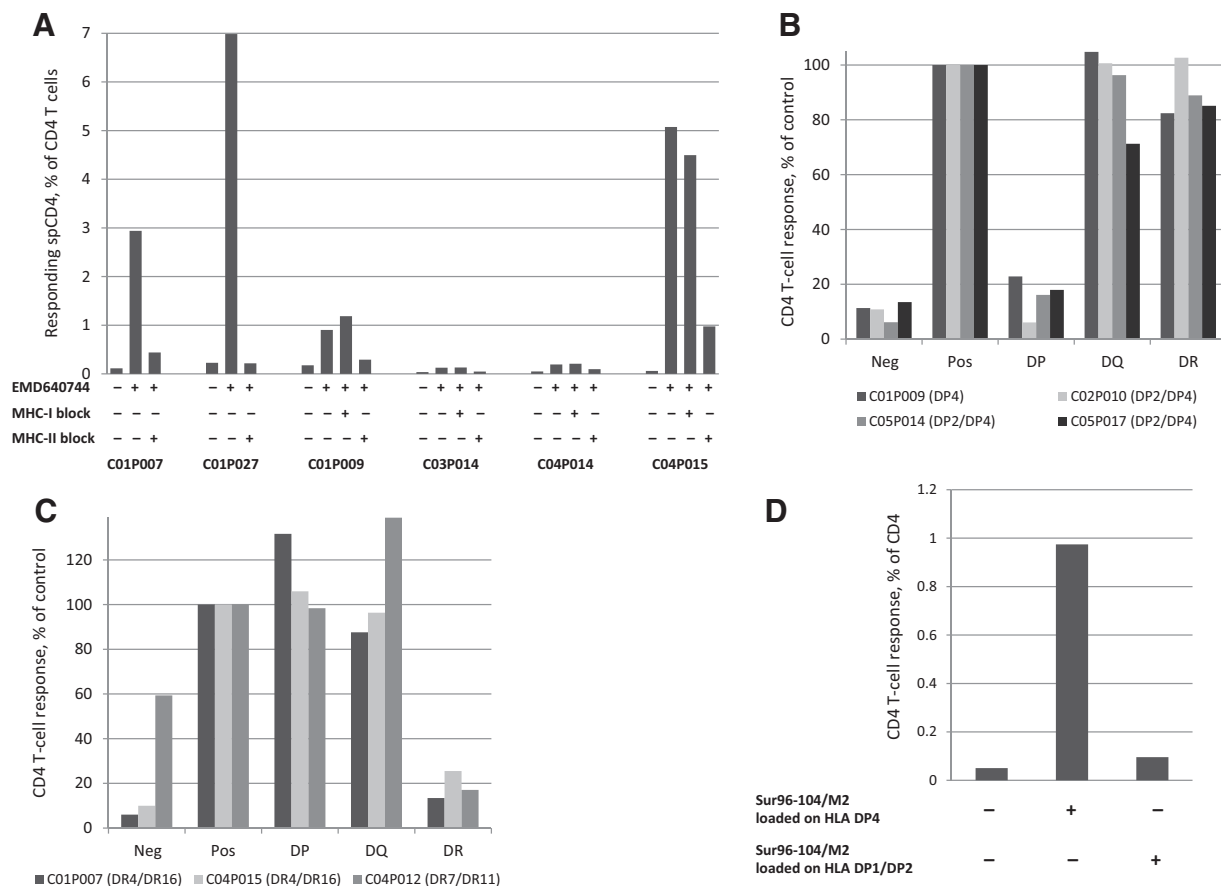 A
Responding spCD4, % of CD4 T cells
7
6
5
4
3
2
1
0
EMD640744 – + + – + + – + + + – + + + – + + + – + + +
MHC-I block – – – – – – – – + – – – + – – – + – – – + –
MHC-II block – – + – – + – – – + – – – + – – – + – – – +
C01P007 C01P027 C01P009 C03P014 C04P014 C04P015
B
CD4 T-cell response, % of control
100
80
60
40
20
0
Neg Pos DP DQ DR
C01P009 (DP4) C02P010 (DP2/DP4)
C05P014 (DP2/DP4) C05P017 (DP2/DP4)
C
CD4 T-cell response, % of control
120
100
80
60
40
20
0
Neg Pos DP DQ DR
C01P007 (DR4/DR16) C04P015 (DR4/DR16) C04P012 (DR7/DR11)
D
CD4 T-cell response, % of CD4
1.2
1
0.8
0.6
0.4
0.2
0
Sur96-104/M2
loaded on HLA DP4 – + –
Sur96-104/M2
loaded on HLA DP1/DP2 – – +